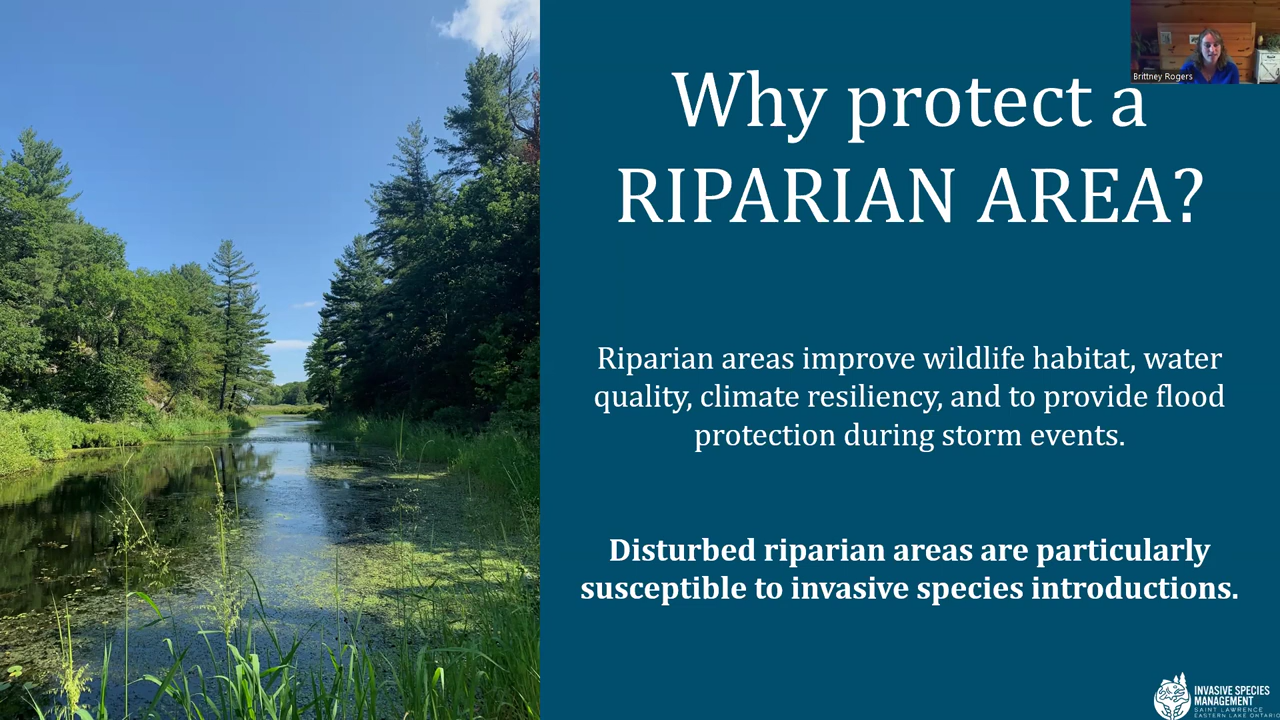 Brittney Rogers
Why protect a
RIPARIAN AREA?
Riparian areas improve wildlife habitat, water
quality, climate resiliency, and to provide flood
protection during storm events.
Disturbed riparian areas are particularly
susceptible to invasive species introductions.
INVASIVE SPECIES
MANAGEMENT
SAINT LAWRENCE
EASTERN LAKE ONTARIO